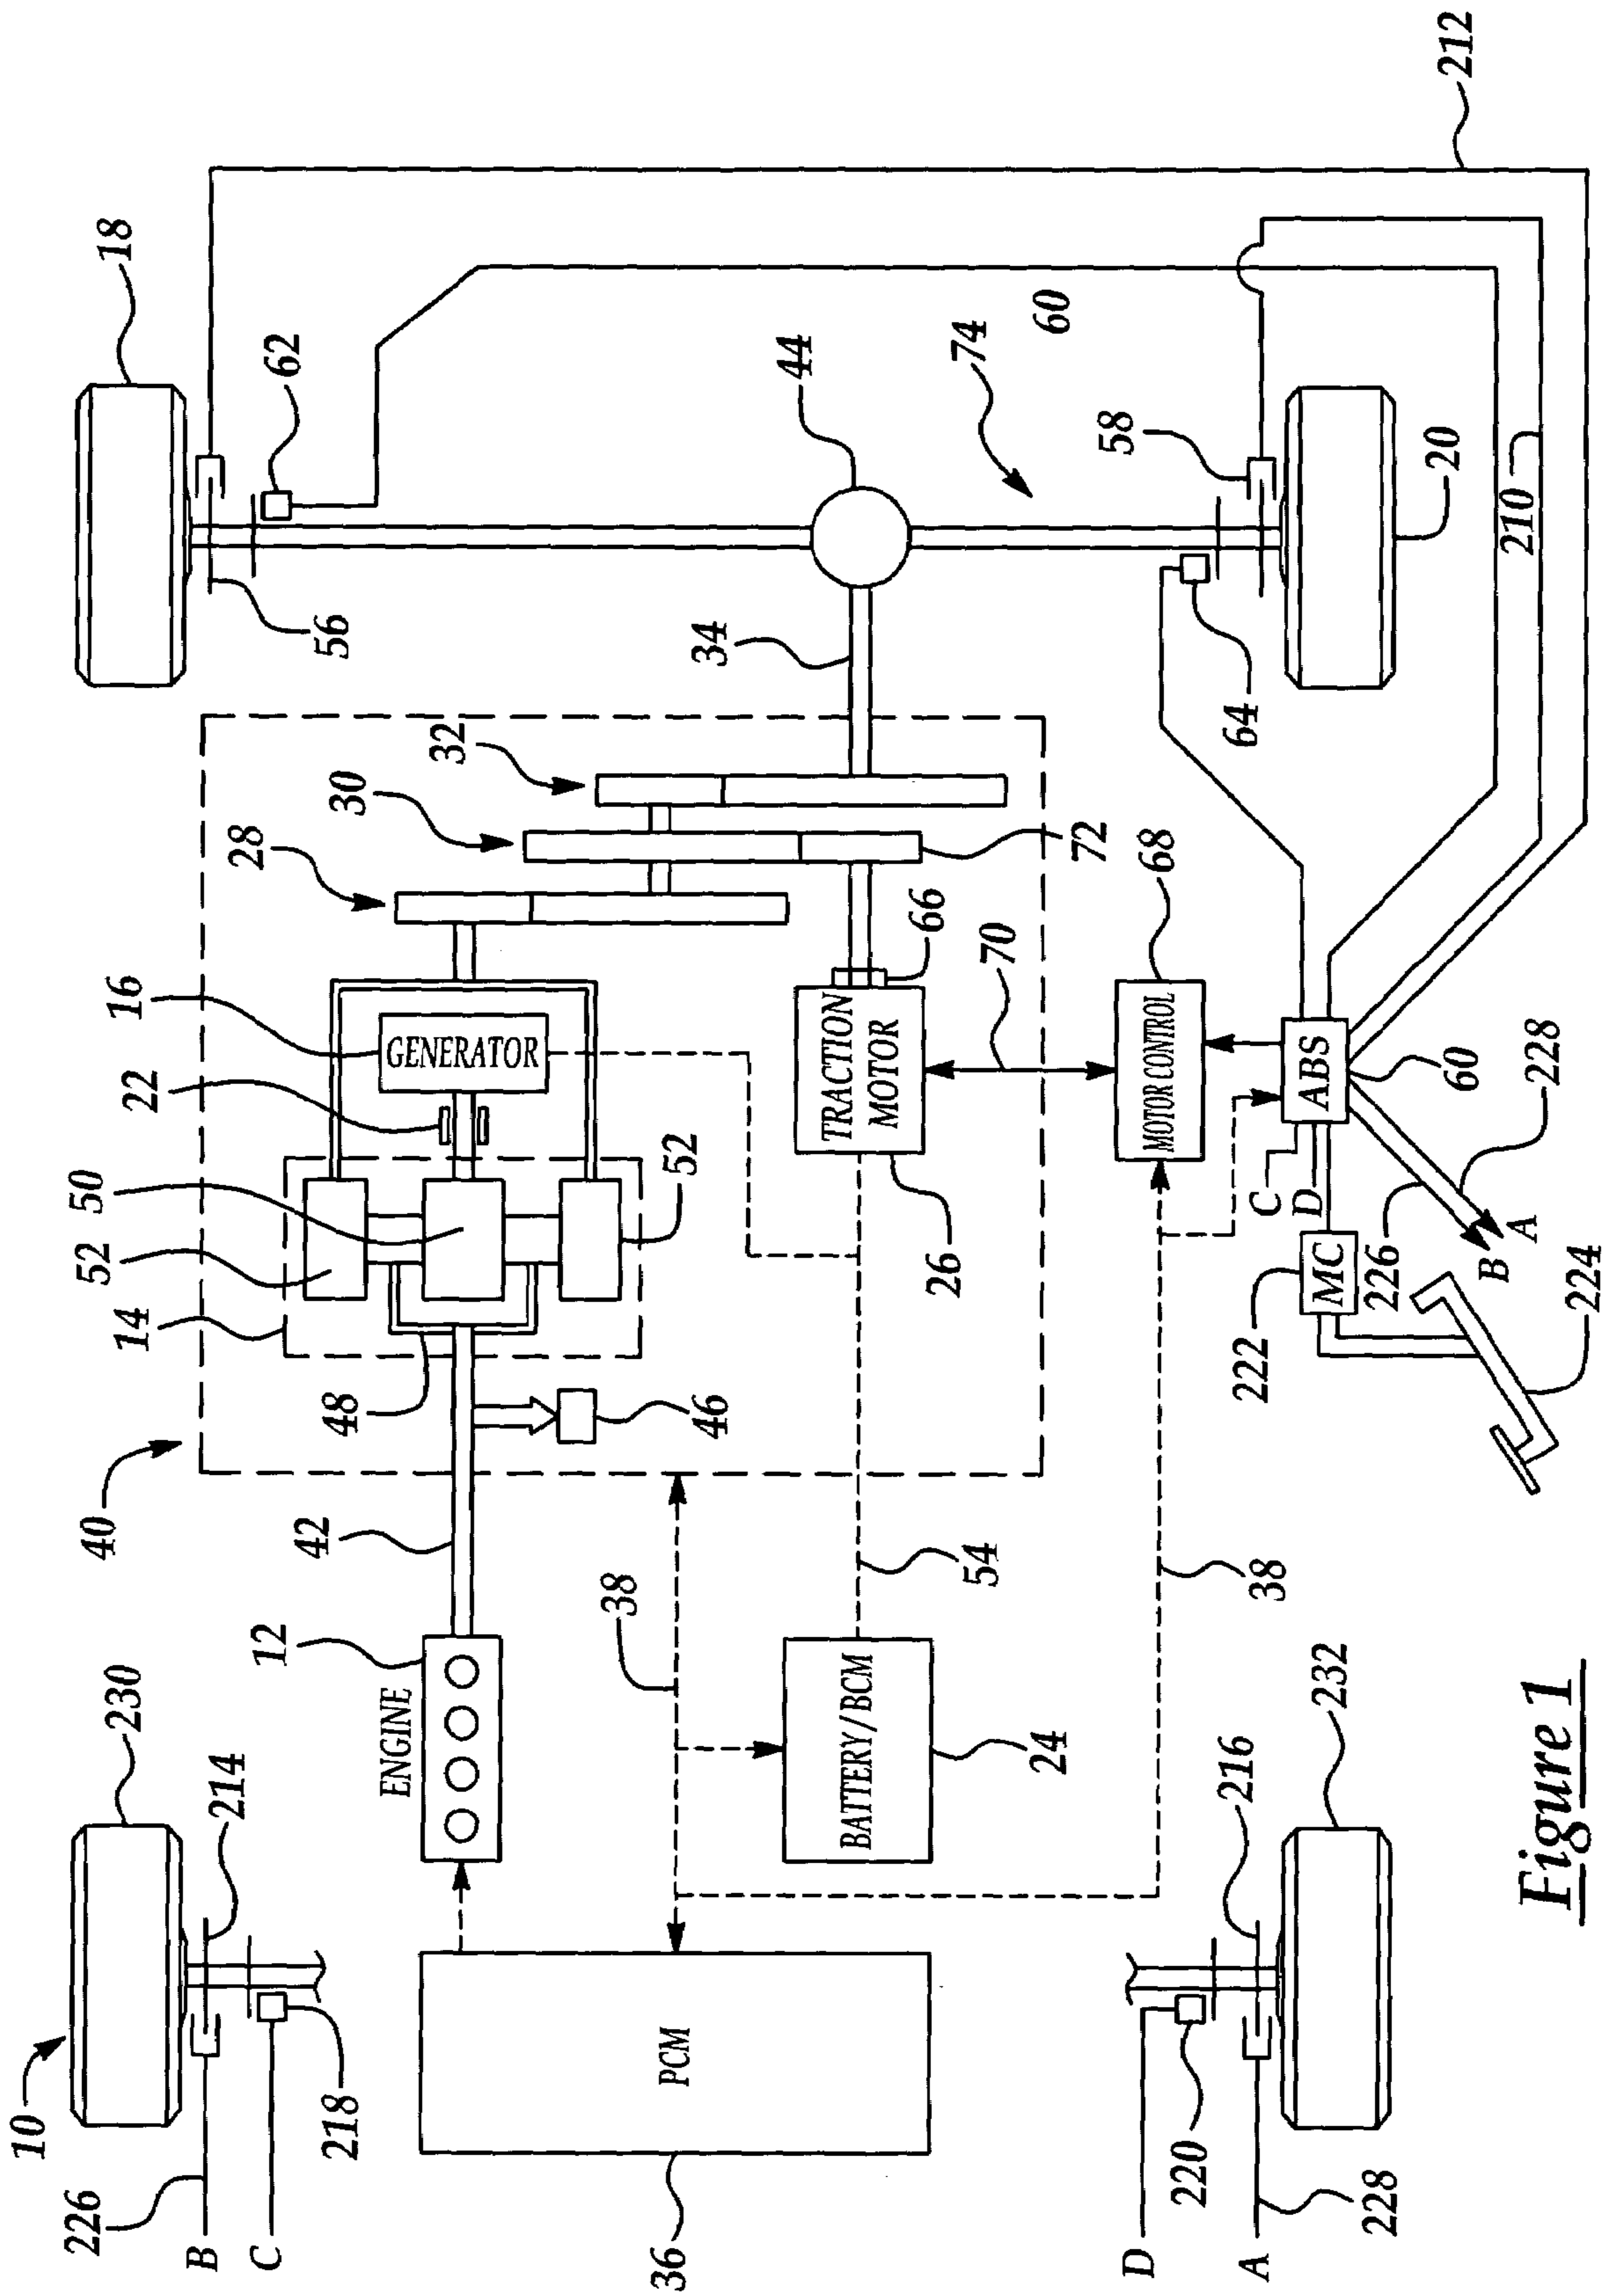 10
230
214
226
B
C
218
12
ENGINE
PCM
36
38
BATTERY/BCM
24
54
38
D
220
A
228
216
232
40
42
14
48
46
52
50
52
22
16
GENERATOR
28
30
32
72
TRACTION
MOTOR
66
26
34
70
MOTOR CONTROL
68
ABS
60
C
D
MC
222
224
226
B
A
228
18
56
62
44
74
60
58
64
20
210
212
Figure 1